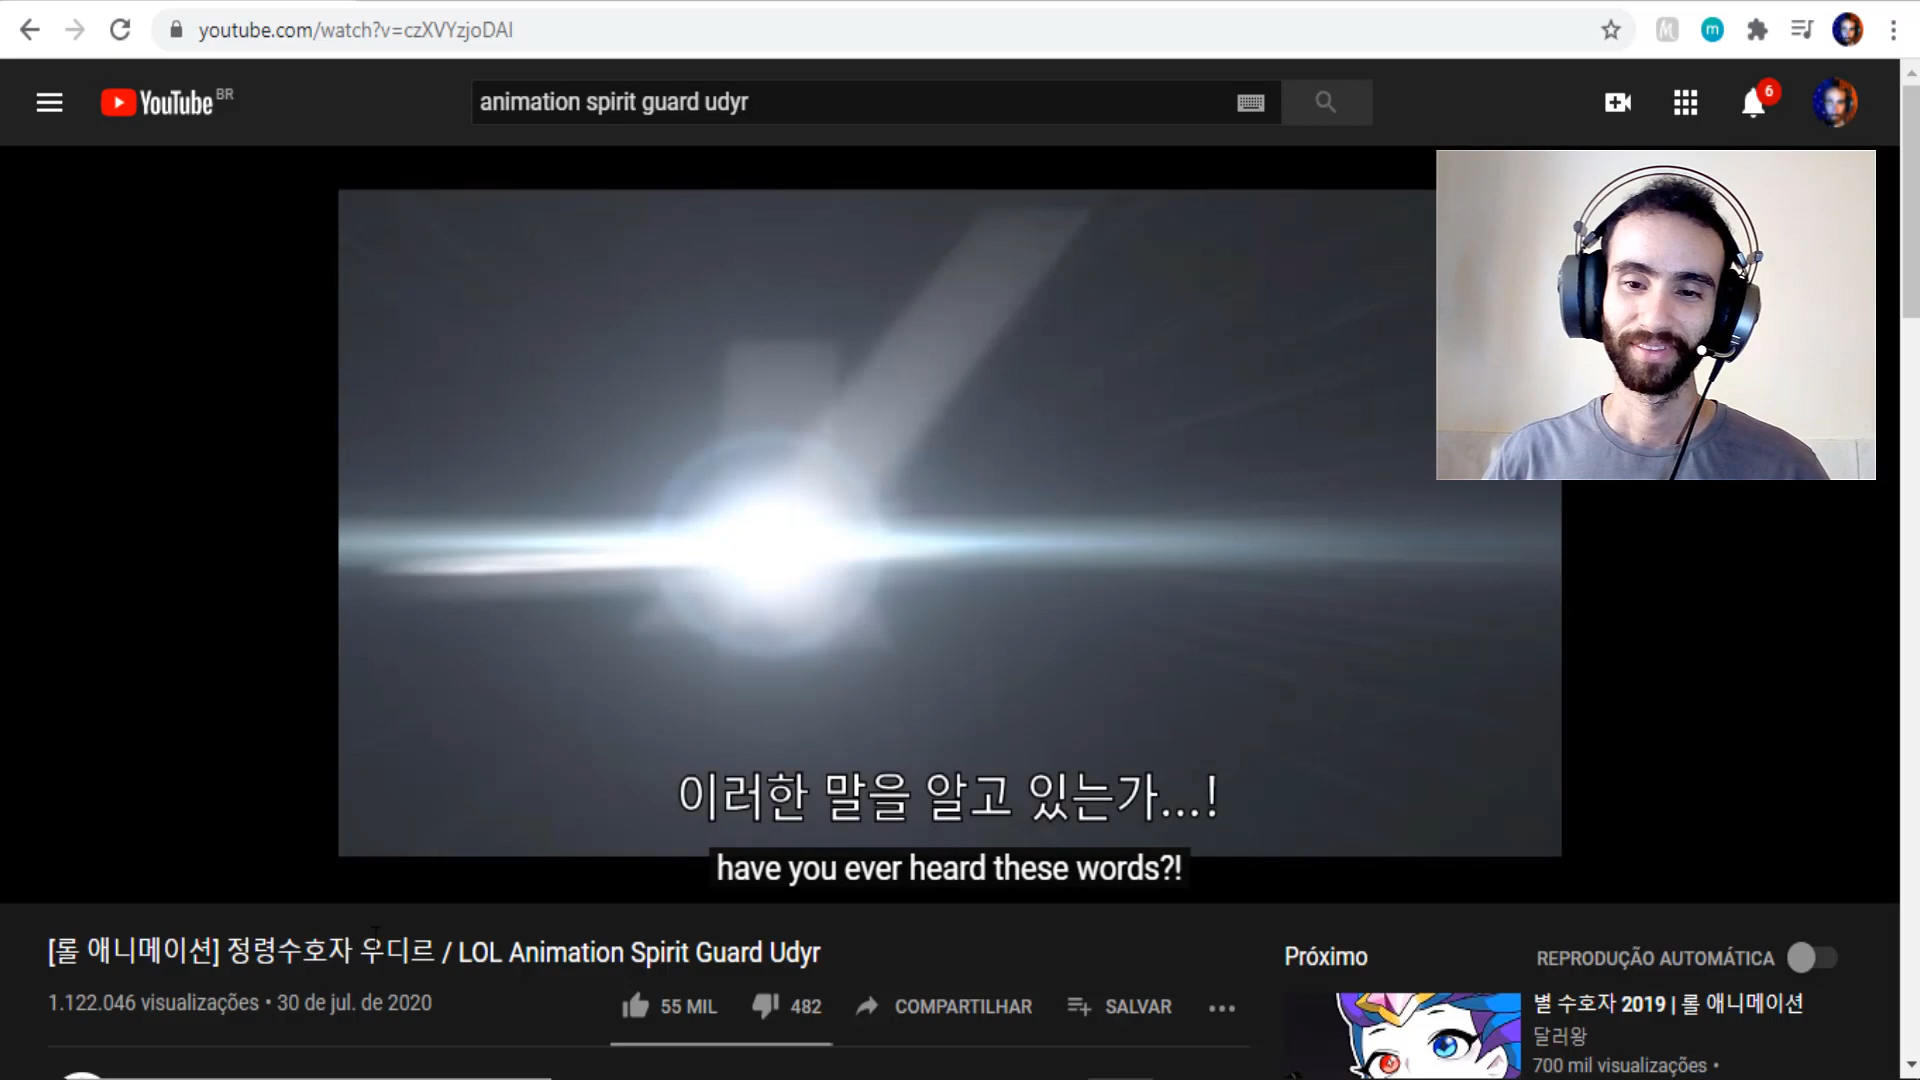 youtube.com/watch?v=czXVYzjoDAI
YouTube BR
animation spirit guard udyr
6
이러한 말을 알고 있는가...!
have you ever heard these words?!
[롤 애니메이션] 정령수호자 우디르 / LOL Animation Spirit Guard Udyr
1.122.046 visualizações • 30 de jul. de 2020
55 MIL
482
COMPARTILHAR
SALVAR
Próximo
REPRODUÇÃO AUTOMÁTICA
별 수호자 2019 | 롤 애니메이션
달러왕
700 mil visualizações •